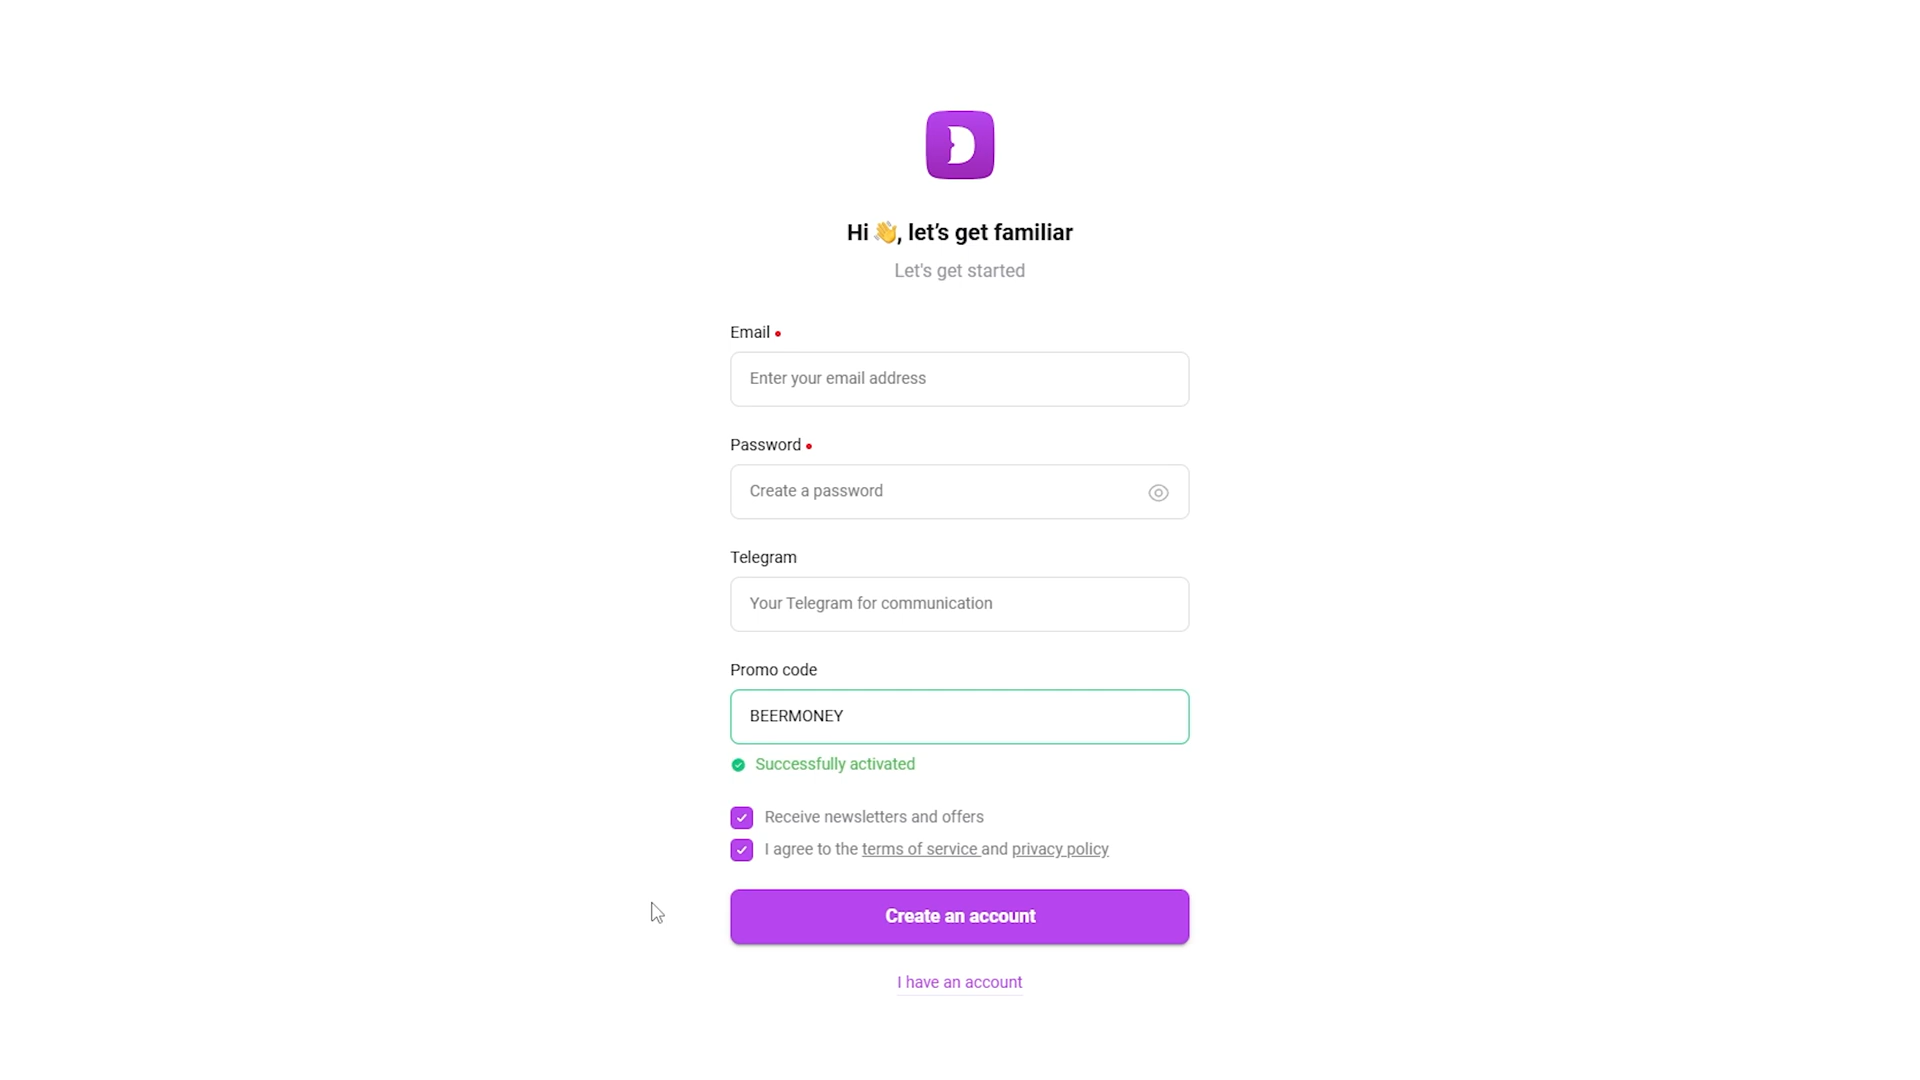 D
Hi 👋, let’s get familiar
Let's get started
Email
Enter your email address
Password
Create a password
Telegram
Your Telegram for communication
Promo code
BEERMONEY
Successfully activated
Receive newsletters and offers
I agree to the terms of service and privacy policy
Create an account
I have an account